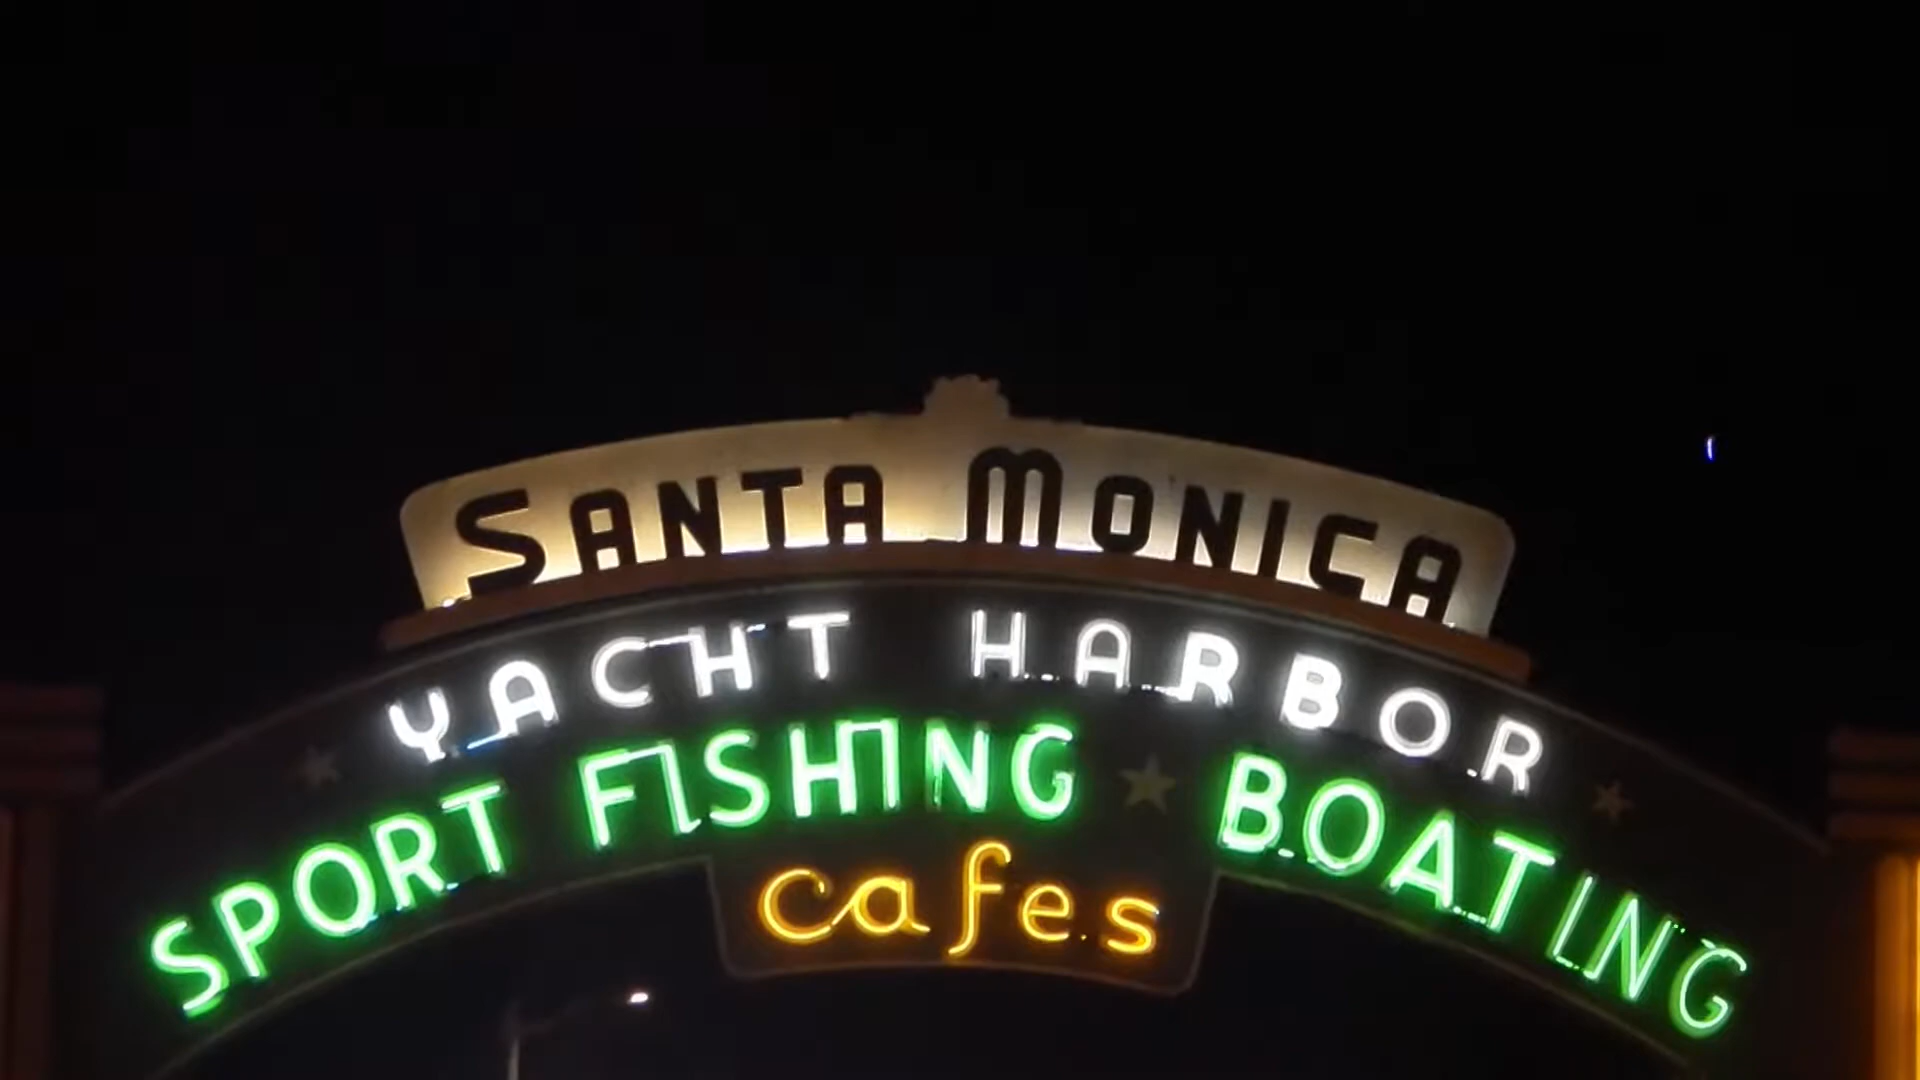 SANTA MONICA
YACHT HARBOR
SPORT FISHING ★ BOATING
cafes